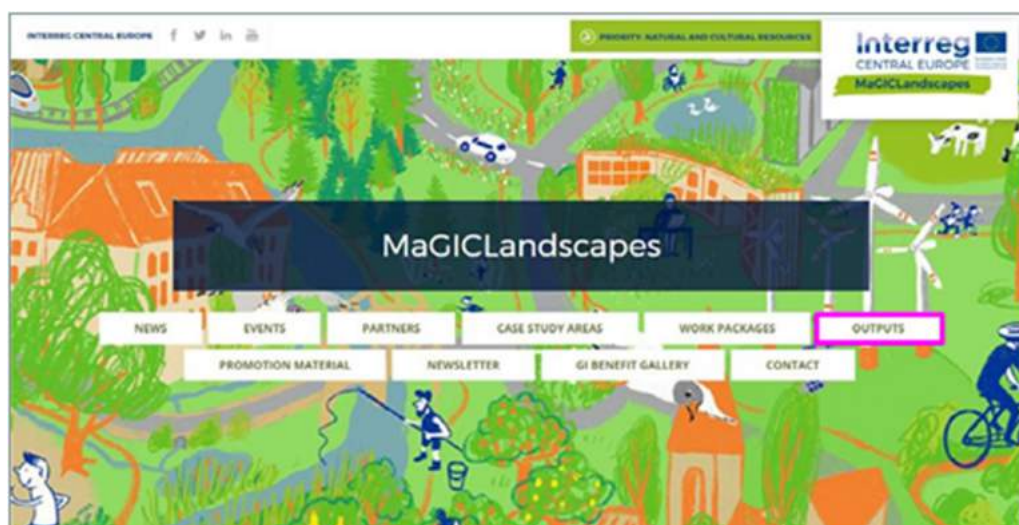 INTERREG CENTRAL EUROPE
PRIORITY: NATURAL AND CULTURAL RESOURCES
Interreg
CENTRAL EUROPE
MaGICLandscapes
MaGICLandscapes
NEWS EVENTS PARTNERS CASE STUDY AREAS WORK PACKAGES OUTPUTS
PROMOTION MATERIAL NEWSLETTER GI BENEFIT GALLERY CONTACT